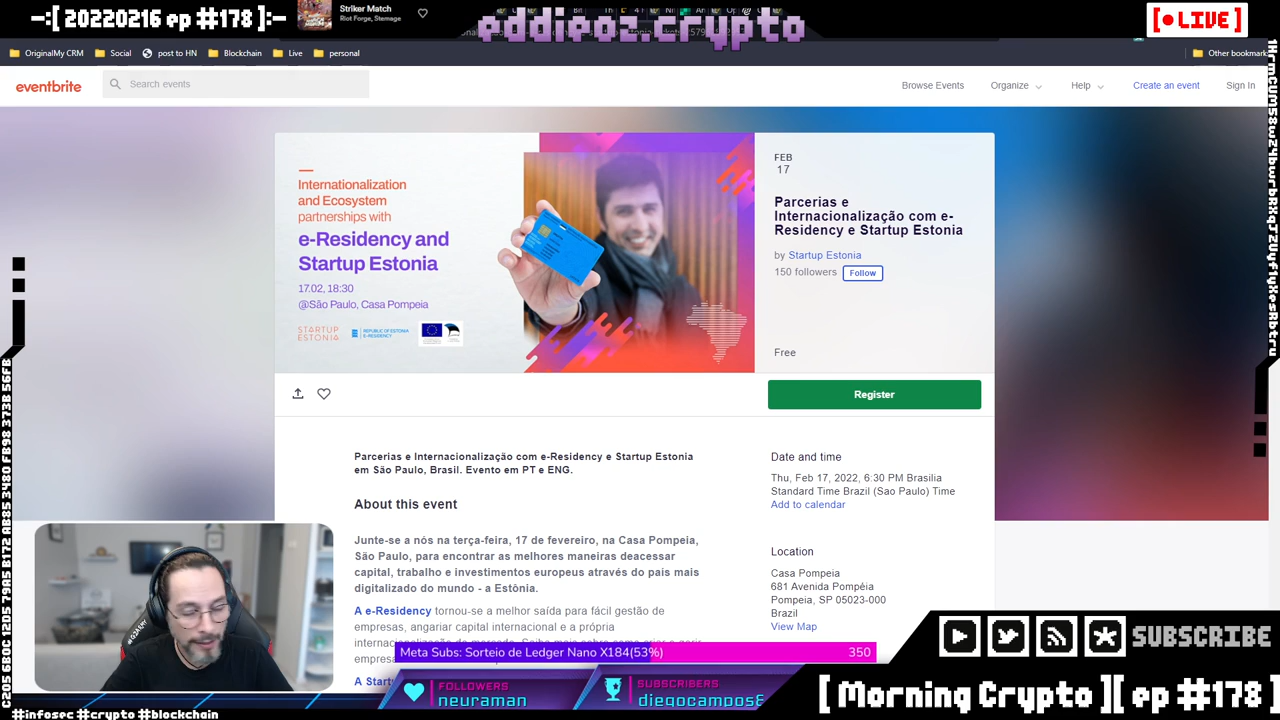 —:[ 20220216 ep #178 ]:—
Striker Match
Riot Forge, Stemage
eddieoz.crypto
[●LIVE]
OriginalMy CRM
Social
post to HN
Blockchain
Live
personal
Other bookmark
eventbrite
Search events
Browse Events
Organize
Help
Create an event
Sign In
Internationalization
and Ecosystem
partnerships with
e-Residency and
Startup Estonia
17.02, 18:30
@São Paulo, Casa Pompeia
STARTUP
ESTONIA
REPUBLIC OF ESTONIA
E-RESIDENCY
FEB
17
Parcerias e
Internacionalização com e-
Residency e Startup Estonia
by Startup Estonia
150 followers
Follow
Free
Register
Parcerias e Internacionalização com e-Residency e Startup Estonia
em São Paulo, Brasil. Evento em PT e ENG.
About this event
Junte-se a nós na terça-feira, 17 de fevereiro, na Casa Pompeia,
São Paulo, para encontrar as melhores maneiras deacessar
capital, trabalho e investimentos europeus através do país mais
digitalizado do mundo - a Estônia.
A e-Residency tornou-se a melhor saída para fácil gestão de
empresas, angariar capital internacional e a própria
Date and time
Thu, Feb 17, 2022, 6:30 PM Brasilia
Standard Time Brazil (Sao Paulo) Time
Add to calendar
Location
Casa Pompeia
681 Avenida Pompéia
Pompeia, SP 05023-000
Brazil
View Map
Meta Subs: Sorteio de Ledger Nano X184(53%)
350
FOLLOWERS
neuraman
SUBSCRIBERS
diegocampos
SUBSCRIBE
[ Morning Crypto ][ ep #178 ]
#infosec #crypto #blockchain